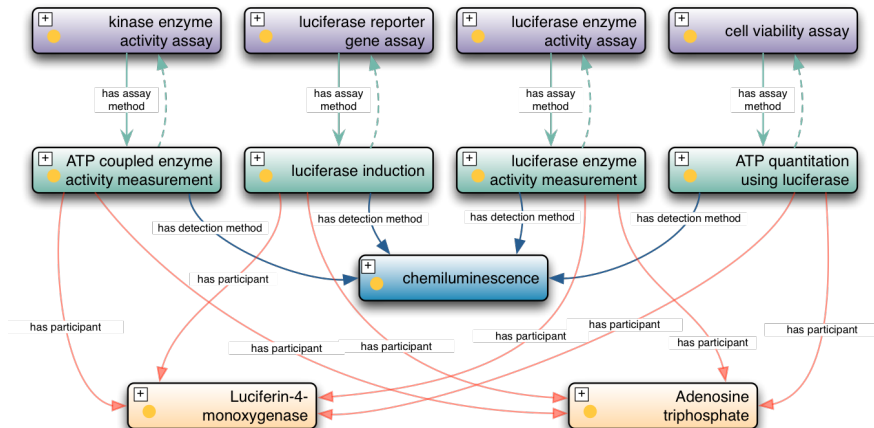 +
kinase enzyme
activity assay
+
luciferase reporter
gene assay
+
luciferase enzyme
activity assay
+
cell viability assay
has assay
method
has assay
method
has assay
method
has assay
method
+
ATP coupled enzyme
activity measurement
+
luciferase induction
+
luciferase enzyme
activity measurement
+
ATP quantitation
using luciferase
has detection method
has detection method
has detection method
has detection method
+
chemiluminescence
has participant
has participant
has participant
has participant
has participant
has participant
has participant
has participant
+
Luciferin-4-
monoxygenase
+
Adenosine
triphosphate